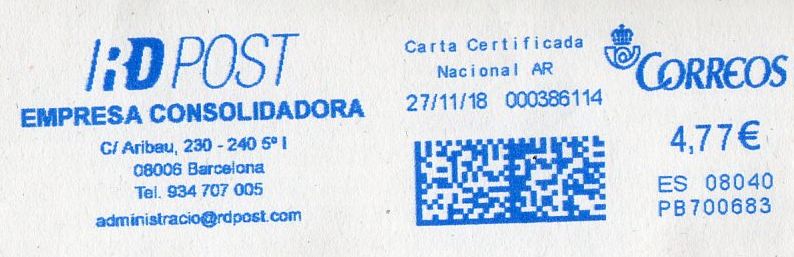 RD POST
EMPRESA CONSOLIDADORA
C/ Aribau, 230 - 240 5º I
08006 Barcelona
Tel. 934 707 005
administracio@rdpost.com
Carta Certificada
Nacional AR
27/11/18 000386114
CORREOS
4,77€
ES 08040
PB700683